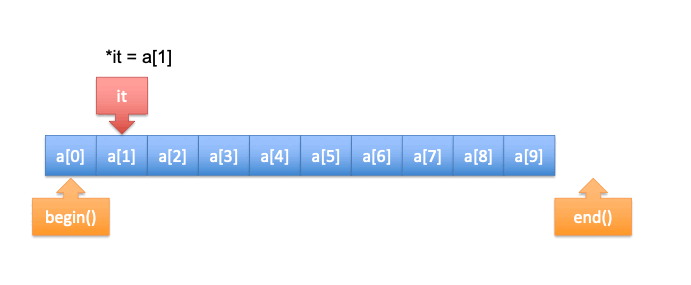 *it = a[1]
it
a[0] a[1] a[2] a[3] a[4] a[5] a[6] a[7] a[8] a[9]
begin() end()